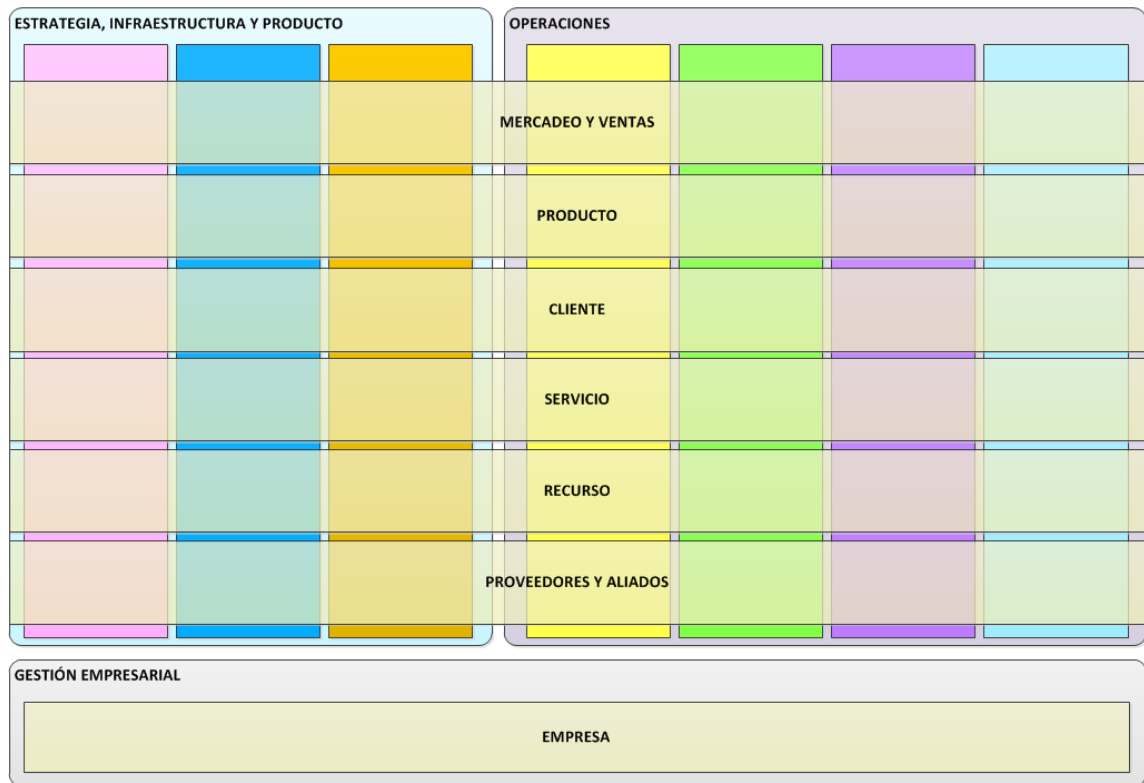 ESTRATEGIA, INFRAESTRUCTURA Y PRODUCTO
OPERACIONES
MERCADEO Y VENTAS
PRODUCTO
CLIENTE
SERVICIO
RECURSO
PROVEEDORES Y ALIADOS
GESTIÓN EMPRESARIAL
EMPRESA